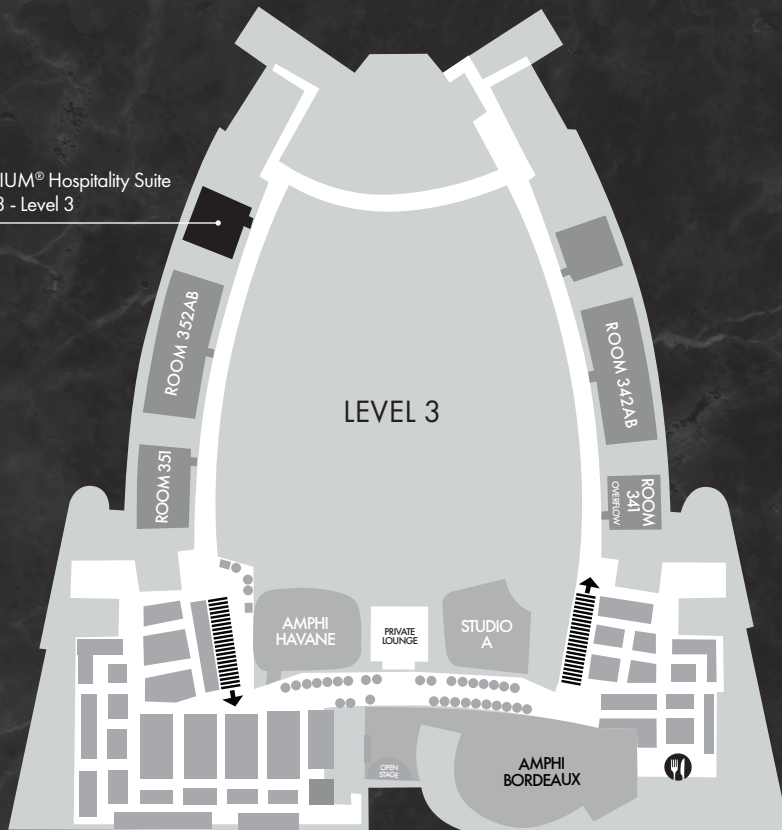 IUM® Hospitality Suite
3 - Level 3
ROOM 352AB
ROOM 342AB
LEVEL 3
ROOM 351
ROOM
341
OVERFLOW
AMPHI
HAVANE
PRIVATE
LOUNGE
STUDIO
A
OPEN
STAGE
AMPHI
BORDEAUX